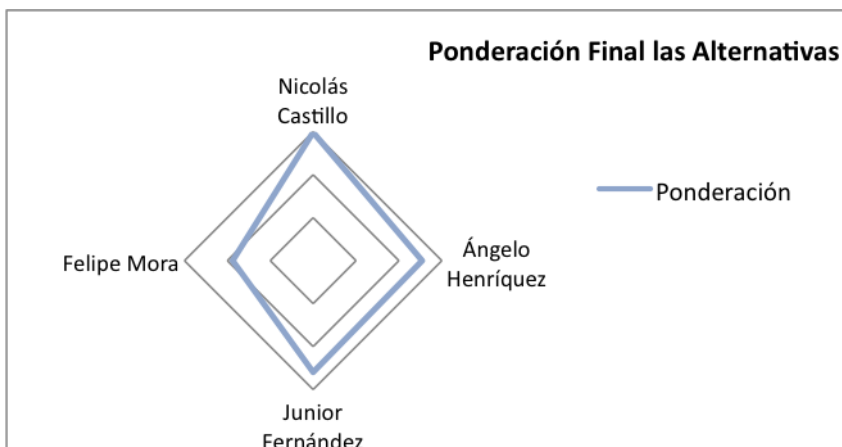 Ponderación Final las Alternativas
Nicolás
Castillo
Ponderación
Ángelo
Henríquez
Felipe Mora
Junior
Fernández